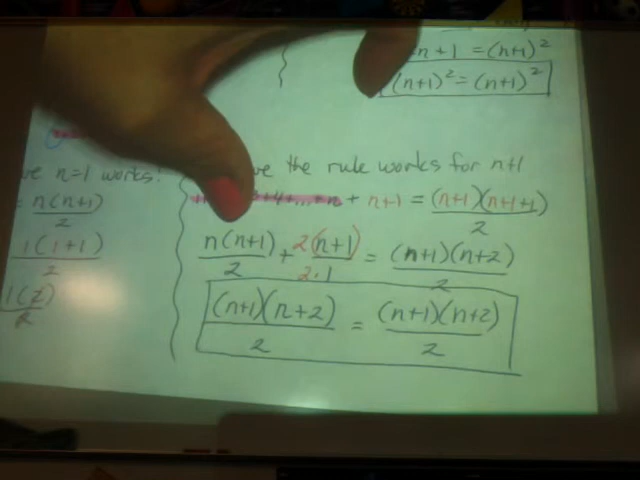 n + 1 = (n+1)²
(n+1)² = (n+1)²
n=1 works!
= n(n+1)/2
1(1+1)/2
1(2)/2
the rule works for n+1
+4+...+n + n+1 = (n+1)(n+1+1)/2
n(n+1)/2 + 2(n+1)/2·1 = (n+1)(n+2)/2
(n+1)(n+2)/2 = (n+1)(n+2)/2